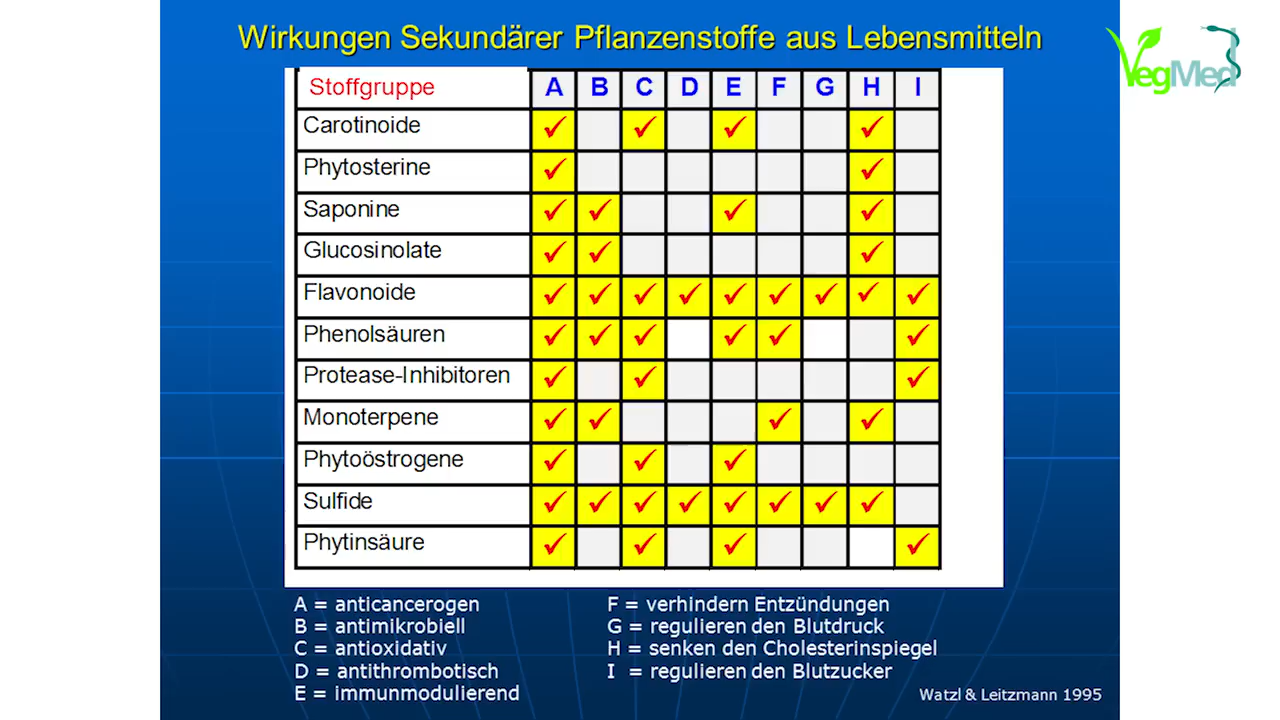 Wirkungen Sekundärer Pflanzenstoffe aus Lebensmitteln
VegMed
Stoffgruppe A B C D E F G H I
Carotinoide ✓ ✓ ✓ ✓
Phytosterine ✓ ✓
Saponine ✓ ✓ ✓ ✓
Glucosinolate ✓ ✓ ✓
Flavonoide ✓ ✓ ✓ ✓ ✓ ✓ ✓ ✓ ✓
Phenolsäuren ✓ ✓ ✓ ✓ ✓ ✓
Protease-Inhibitoren ✓ ✓ ✓
Monoterpene ✓ ✓ ✓ ✓
Phytoöstrogene ✓ ✓ ✓
Sulfide ✓ ✓ ✓ ✓ ✓ ✓ ✓ ✓
Phytinsäure ✓ ✓ ✓ ✓
A = anticancerogen
B = antimikrobiell
C = antioxidativ
D = antithrombotisch
E = immunmodulierend
F = verhindern Entzündungen
G = regulieren den Blutdruck
H = senken den Cholesterinspiegel
I = regulieren den Blutzucker
Watzl & Leitzmann 1995